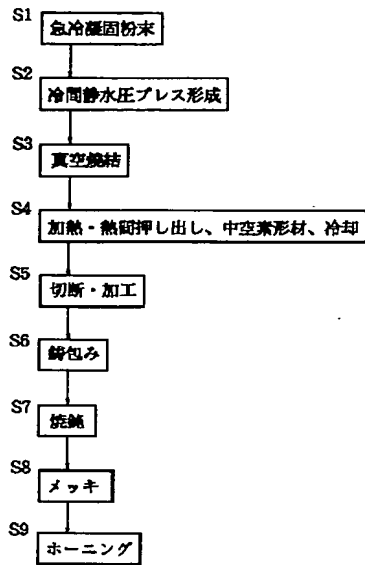 S1
急冷凝固粉末
S2
冷間静水圧プレス形成
S3
真空焼結
S4
加熱・熱間押し出し、中空素形材、冷却
S5
切断・加工
S6
鋳包み
S7
焼鈍
S8
メッキ
S9
ホーニング